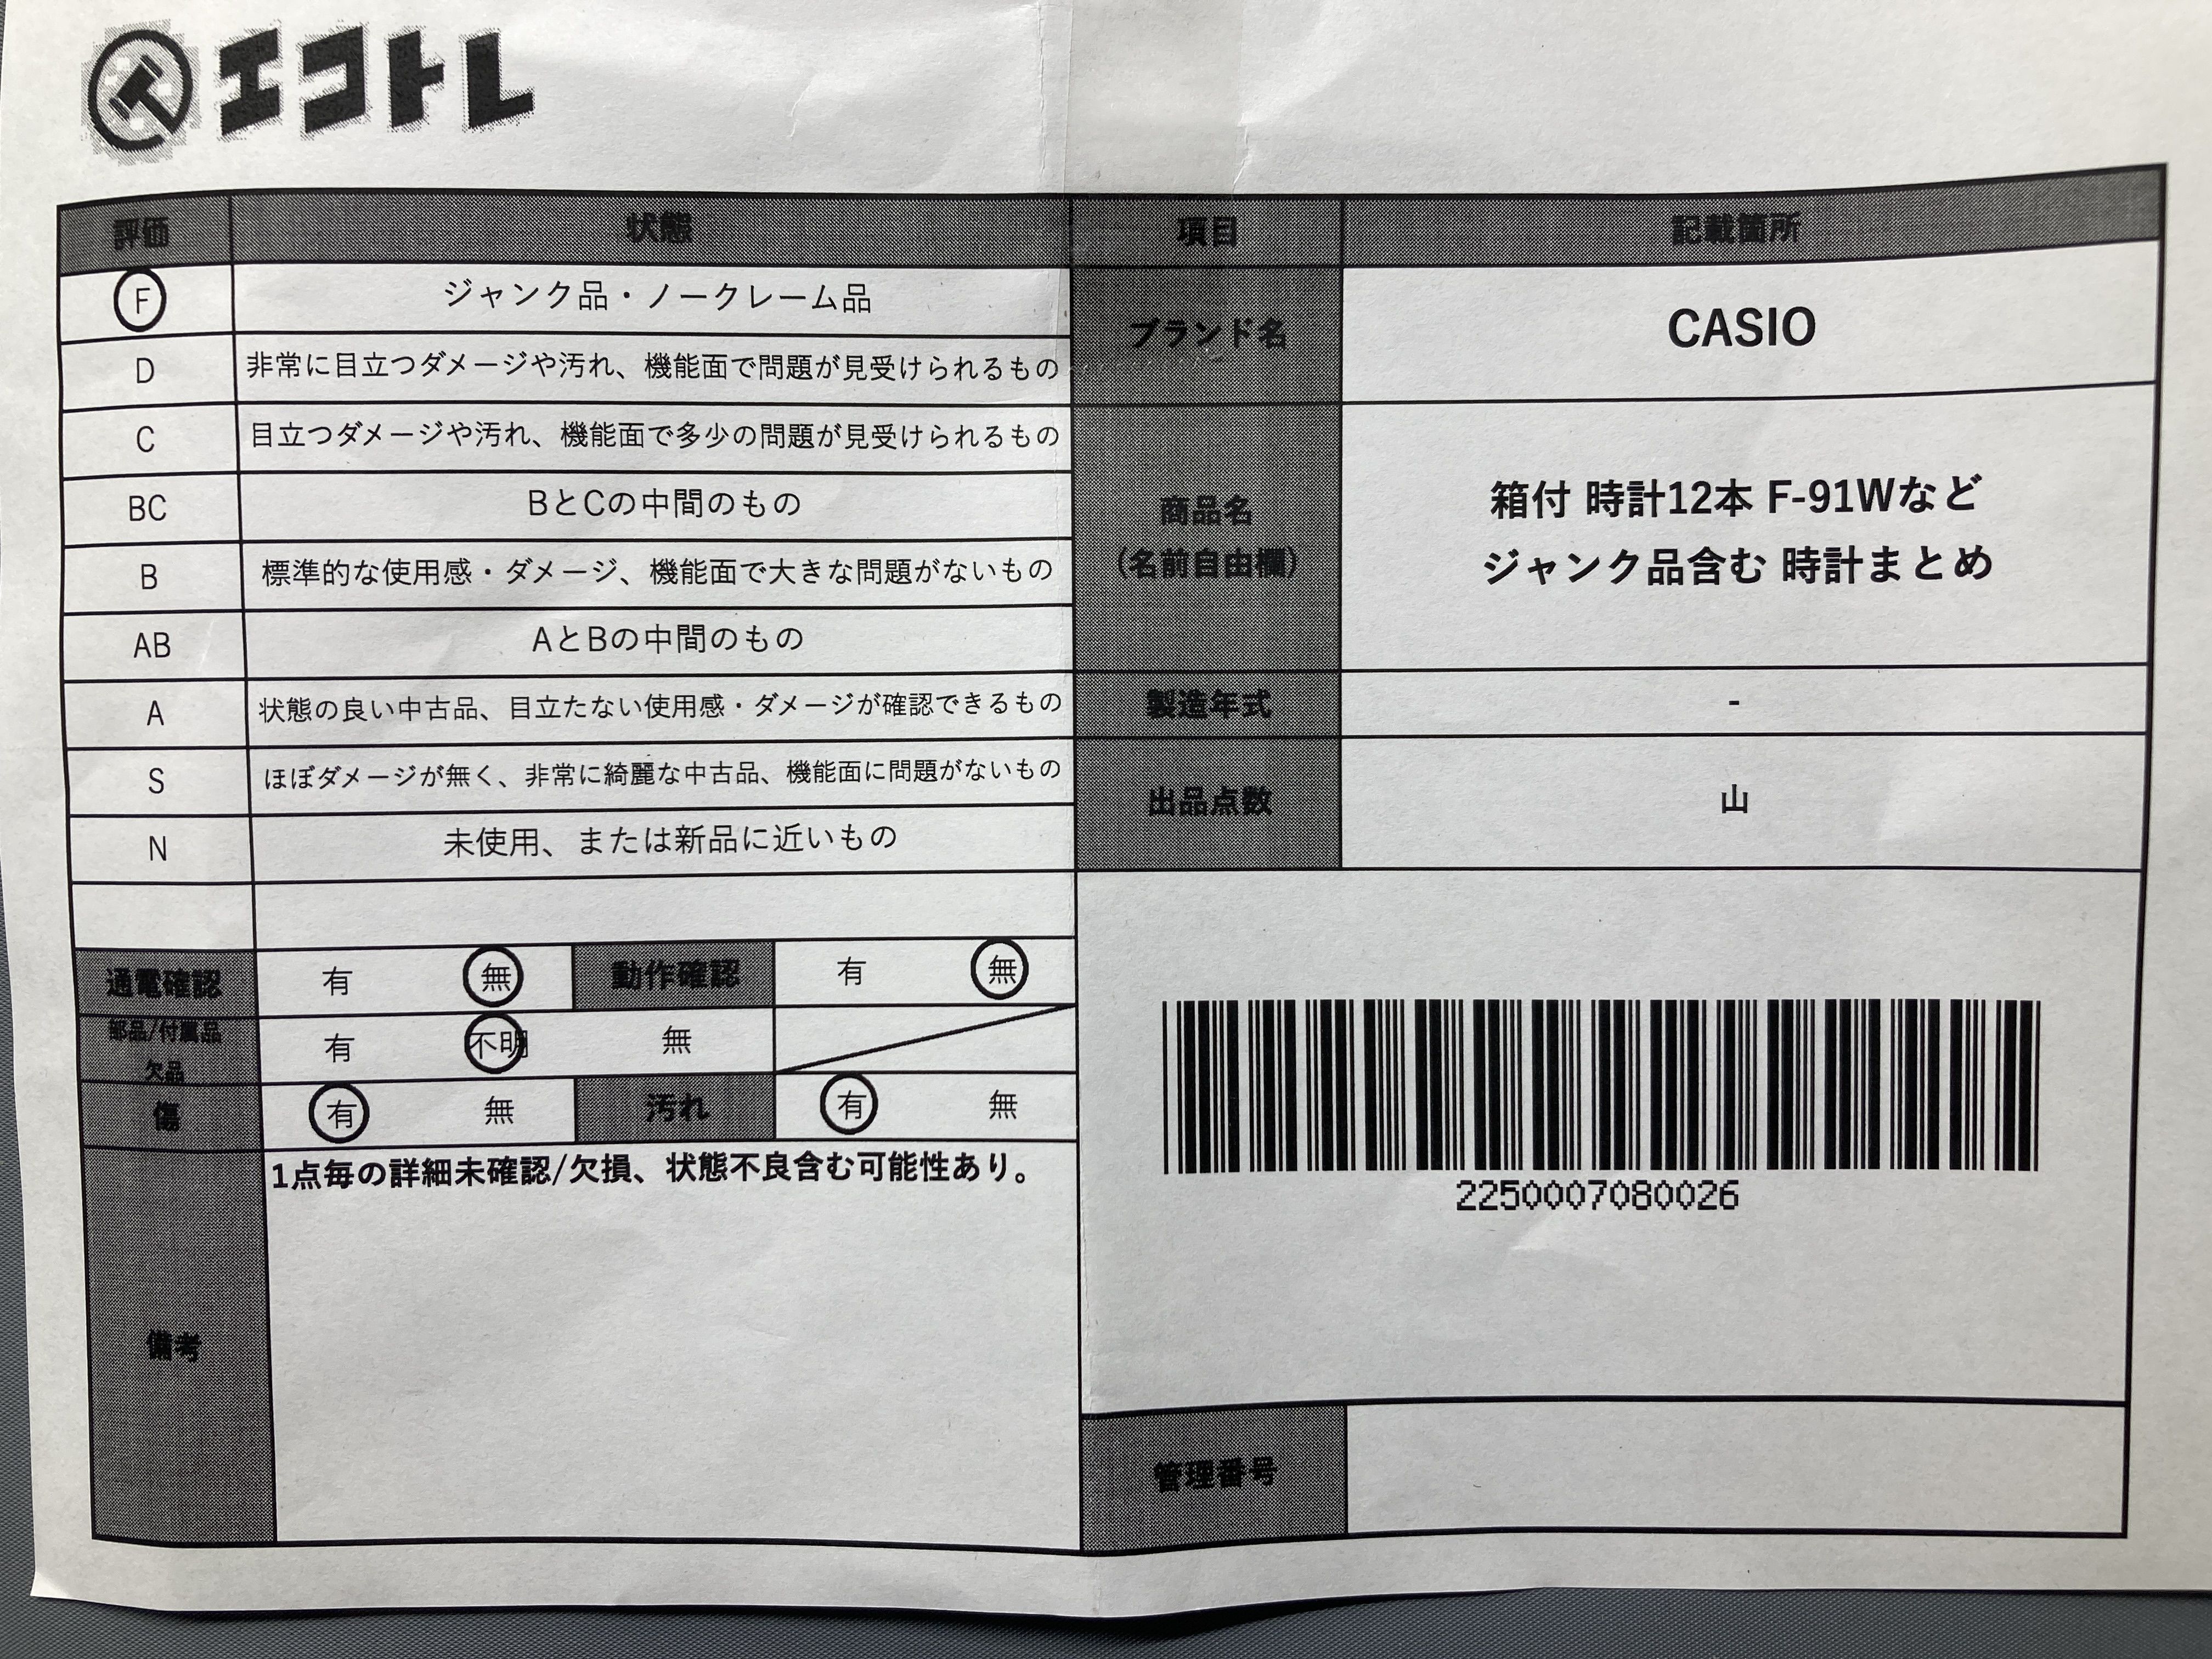 エコトレ
評価 状態 項目 記載箇所
F ジャンク品・ノークレーム品
D 非常に目立つダメージや汚れ、機能面で問題が見受けられるもの
ブランド名 CASIO
C 目立つダメージや汚れ、機能面で多少の問題が見受けられるもの
BC BとCの中間のもの
B 標準的な使用感・ダメージ、機能面で大きな問題がないもの
AB AとBの中間のもの
商品名
(名前自由欄)
箱付 時計12本 F-91Wなど
ジャンク品含む 時計まとめ
A 状態の良い中古品、目立たない使用感・ダメージが確認できるもの
製造年式 -
S ほぼダメージが無く、非常に綺麗な中古品、機能面に問題がないもの
N 未使用、または新品に近いもの
出品点数 山
通電確認 有 無 動作確認 有 無
部品/付属品
欠品
有 不明 無
傷 有 無 汚れ 有 無
備考
1点毎の詳細未確認/欠損、状態不良含む可能性あり。
2250007080026
管理番号